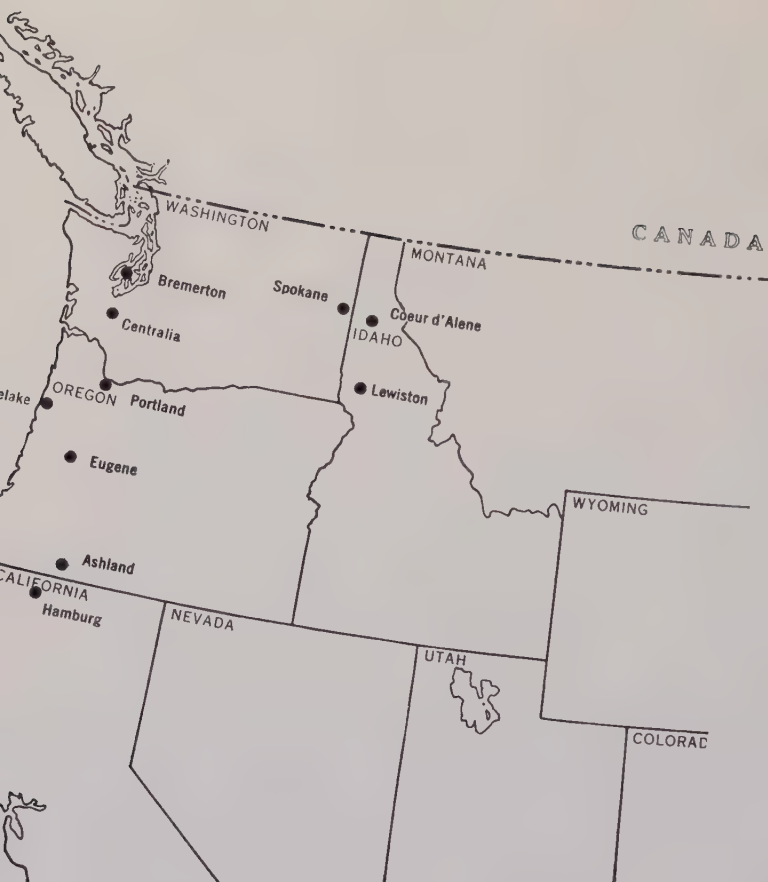 CANADA
WASHINGTON
MONTANA
Bremerton
Spokane
Coeur d'Alene
Centralia
IDAHO
OREGON
Portland
Lewiston
elake
Eugene
WYOMING
Ashland
CALIFORNIA
Hamburg
NEVADA
UTAH
COLORAD